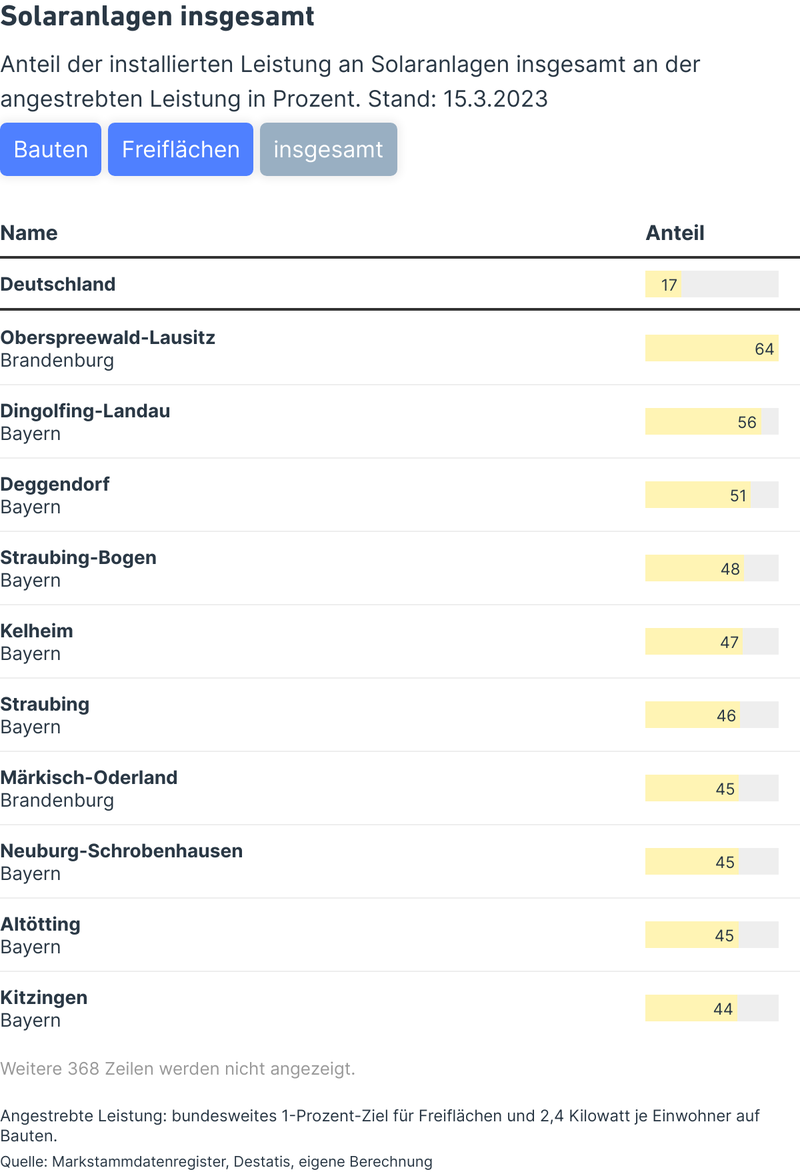 Solaranlagen insgesamt
Anteil der installierten Leistung an Solaranlagen insgesamt an der
angestrebten Leistung in Prozent. Stand: 15.3.2023
Bauten Freiflächen insgesamt
Name Anteil
Deutschland 17
Oberspreewald-Lausitz
Brandenburg
64
Dingolfing-Landau
Bayern
56
Deggendorf
Bayern
51
Straubing-Bogen
Bayern
48
Kelheim
Bayern
47
Straubing
Bayern
46
Märkisch-Oderland
Brandenburg
45
Neuburg-Schrobenhausen
Bayern
45
Altötting
Bayern
45
Kitzingen
Bayern
44
Weitere 368 Zeilen werden nicht angezeigt.
Angestrebte Leistung: bundesweites 1-Prozent-Ziel für Freiflächen und 2,4 Kilowatt je Einwohner auf
Bauten.
Quelle: Markstammdatenregister, Destatis, eigene Berechnung